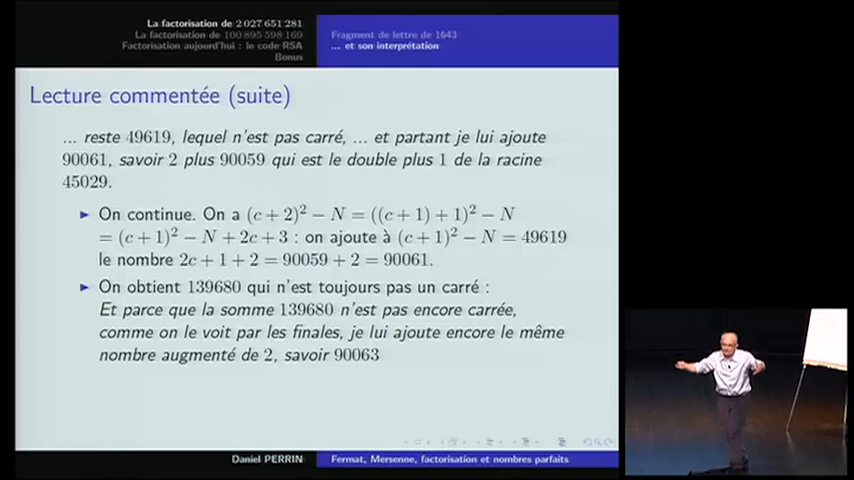 La factorisation de 2 027 651 281
La factorisation de 100 895 598 169
Factorisation aujourd'hui : le code RSA
Bonus
Fragment de lettre de 1643
... et son interprétation
Lecture commentée (suite)
... reste 49619, lequel n'est pas carré, ... et partant je lui ajoute
90061, savoir 2 plus 90059 qui est le double plus 1 de la racine
45029.
► On continue. On a (c + 2)² − N = ((c + 1) + 1)² − N
= (c + 1)² − N + 2c + 3 : on ajoute à (c + 1)² − N = 49619
le nombre 2c + 1 + 2 = 90059 + 2 = 90061.
► On obtient 139680 qui n'est toujours pas un carré :
Et parce que la somme 139680 n'est pas encore carrée,
comme on le voit par les finales, je lui ajoute encore le même
nombre augmenté de 2, savoir 90063
Daniel PERRIN
Fermat, Mersenne, factorisation et nombres parfaits